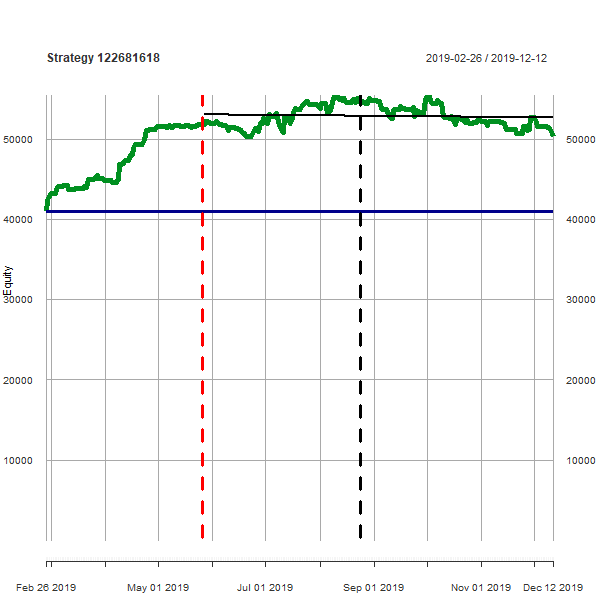 Strategy 122681618
2019-02-26 / 2019-12-12
Equity
50000 50000
40000 40000
30000 30000
20000 20000
10000 10000
Feb 26 2019 May 01 2019 Jul 01 2019 Sep 01 2019 Nov 01 2019 Dec 12 2019